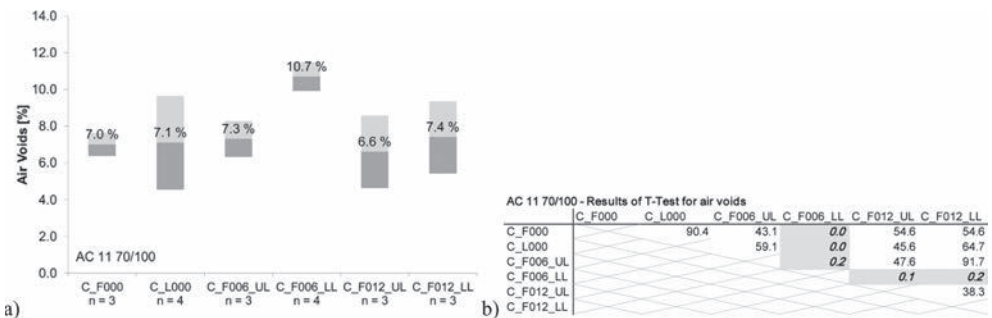 14.0
12.0
10.0
8.0
6.0
4.0
2.0
0.0
Air Voids [%]
7.0 %
7.1 %
7.3 %
10.7 %
6.6 %
7.4 %
AC 11 70/100
C_F000 C_L000 C_F006_UL C_F006_LL C_F012_UL C_F012_LL
n = 3 n = 4 n = 3 n = 3 n = 3 n = 3
a)
AC 11 70/100 - Results of T-Test for air voids
C_F000 C_L000 C_F006_UL C_F006_LL C_F012_UL C_F012_LL
C_F000 90.4 43.1 0.0 54.6 54.6
C_L000 59.1 0.0 45.6 64.7
C_F006_UL 0.2 47.6 91.7
C_F006_LL 0.1 0.2
C_F012_UL 38.3
C_F012_LL
b)